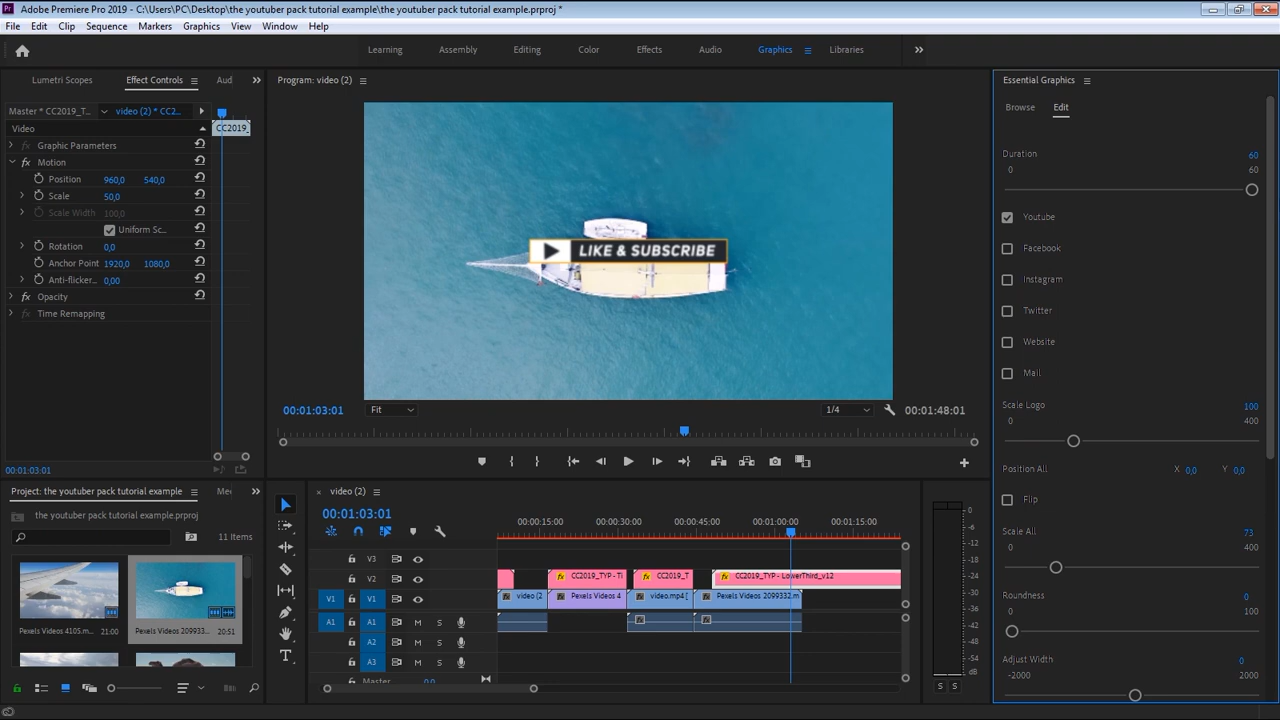 Adobe Premiere Pro 2019 - C:\Users\PC\Desktop\the youtuber pack tutorial example\the youtuber pack tutorial example.prproj *
File Edit Clip Sequence Markers Graphics View Window Help
Learning Assembly Editing Color Effects Audio Graphics Libraries
Lumetri Scopes Effect Controls Aud
Program: video (2)
Essential Graphics
Browse Edit
Master * CC2019_T... video (2) * CC2...
Video CC2019_
Graphic Parameters
fx Motion
Position 960,0 540,0
Scale 50,0
Scale Width 100,0
Uniform Sc...
Rotation 0,0
Anchor Point 1920,0 1080,0
Anti-flicker... 0,00
fx Opacity
Time Remapping
00:01:03:01
LIKE & SUBSCRIBE
00:01:03:01 Fit 1/4 00:01:48:01
Duration 60
0 60
Youtube
Facebook
Instagram
Twitter
Website
Mail
Scale Logo 100
0 400
Position All X 0,0 Y 0,0
Flip
Scale All 73
0 400
Roundness 0
0 100
Adjust Width 0
-2000 2000
Project: the youtuber pack tutorial example Me
the youtuber pack tutorial example.prproj
11 Items
Pexels Videos 4105.m... 21:00
Pexels Videos 209933... 20:51
video (2)
00:01:03:01
00:00:15:00 00:00:30:00 00:00:45:00 00:01:00:00 00:01:15:00
V3
V2 fx CC2019_TYP - Ti fx CC2019_T fx CC2019_TYP - LowerThird_v12
V1 V1 video (2 Pexels Videos 4 video.mp4 [ Pexels Videos 2099332.m
A1 A1 M S
A2 M S
A3 M S
Master 0,0
0
-6
-12
-18
-24
-30
-36
-42
-48
-54
dB
S S